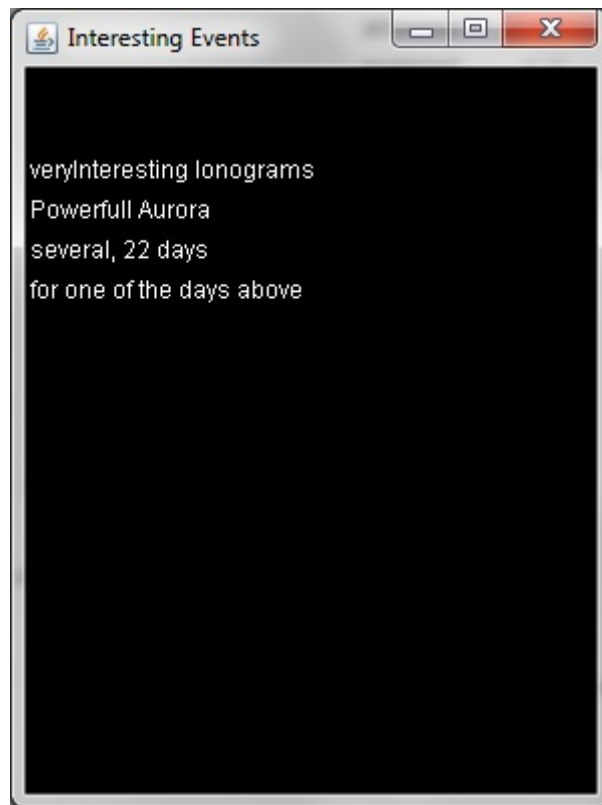 Interesting Events
veryInteresting Ionograms
Powerfull Aurora
several, 22 days
for one of the days above